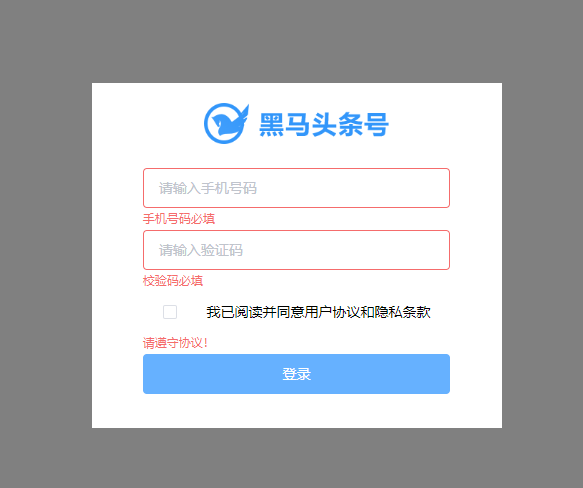 黑马头条号
请输入手机号码
手机号码必填
请输入验证码
校验码必填
我已阅读并同意用户协议和隐私条款
请遵守协议!
登录